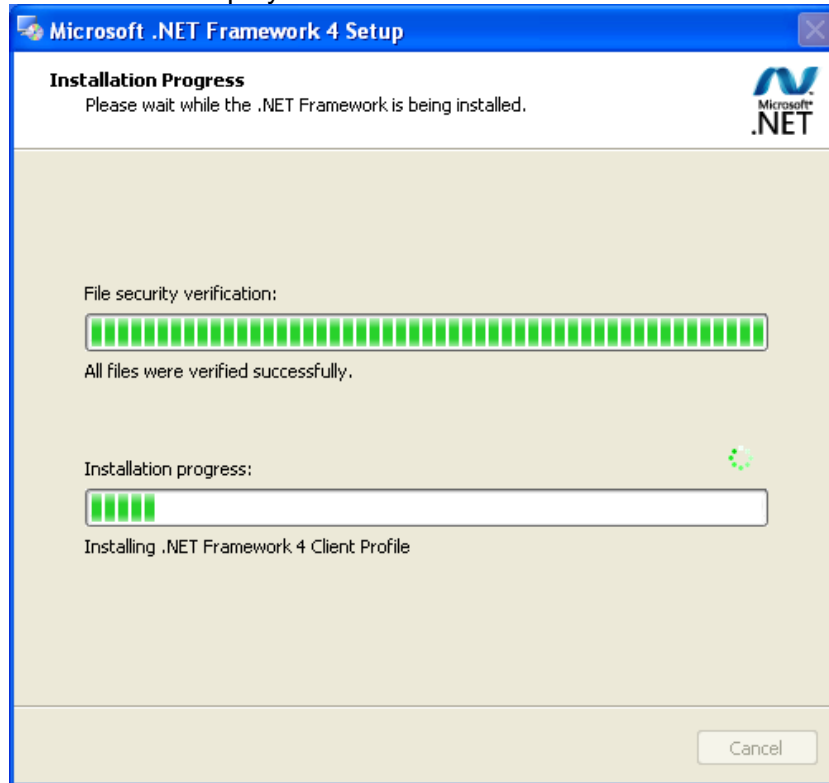 Microsoft .NET Framework 4 Setup
Installation Progress
Please wait while the .NET Framework is being installed.
Microsoft®
.NET
File security verification:
All files were verified successfully.
Installation progress:
Installing .NET Framework 4 Client Profile
Cancel